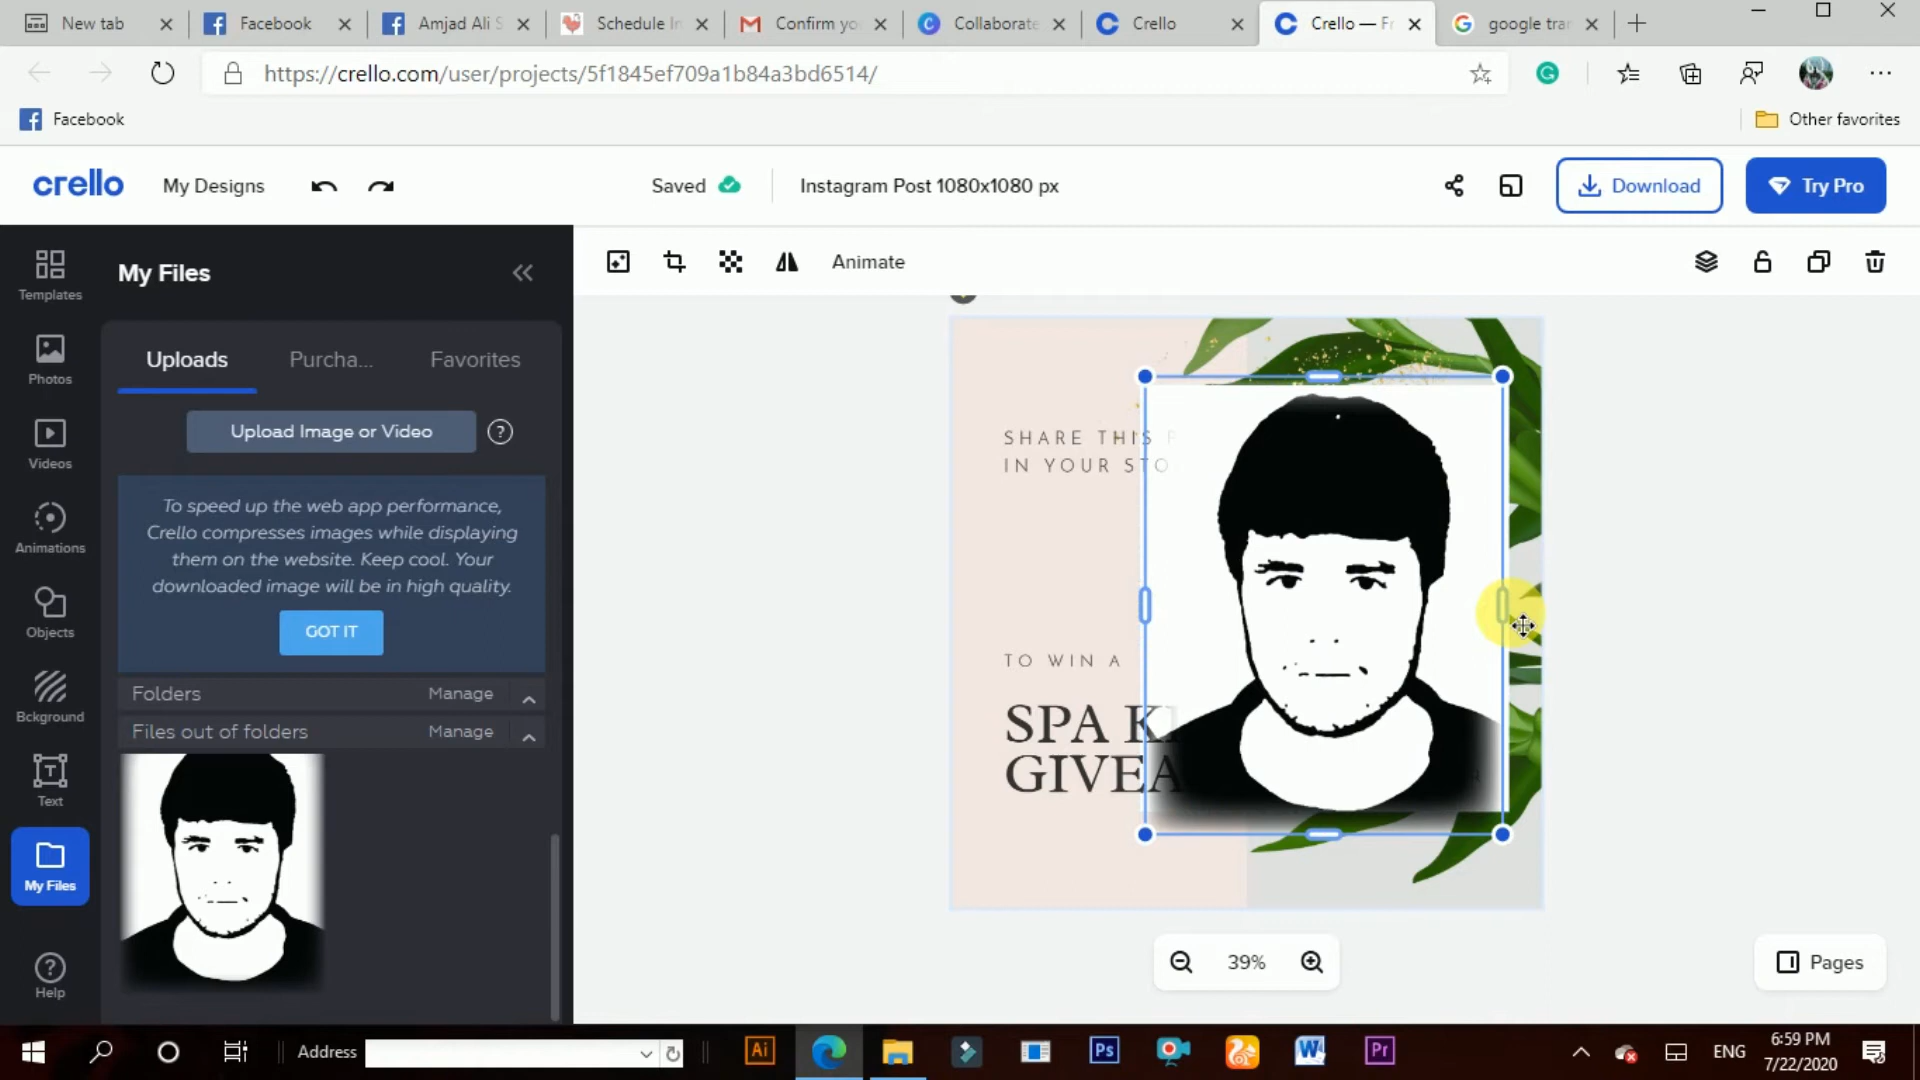 New tab
Facebook
Amjad Ali S
Schedule In
Confirm yo
Collaborate
Crello
Crello — Fr
google tran
https://crello.com/user/projects/5f1845ef709a1b84a3bd6514/
Facebook
Other favorites
crello
My Designs
Saved
Instagram Post 1080x1080 px
Download
Try Pro
Templates
Photos
Videos
Animations
Objects
Bckground
Text
My Files
Help
My Files
Uploads
Purcha...
Favorites
Upload Image or Video
?
To speed up the web app performance,
Crello compresses images while displaying
them on the website. Keep cool. Your
downloaded image will be in high quality.
GOT IT
Folders
Manage
Files out of folders
Manage
Animate
SHARE THIS P
IN YOUR STO
TO WIN A
SPA KI
GIVEA
39%
Pages
Address
Ai
Ps
W
Pr
ENG
6:59 PM
7/22/2020